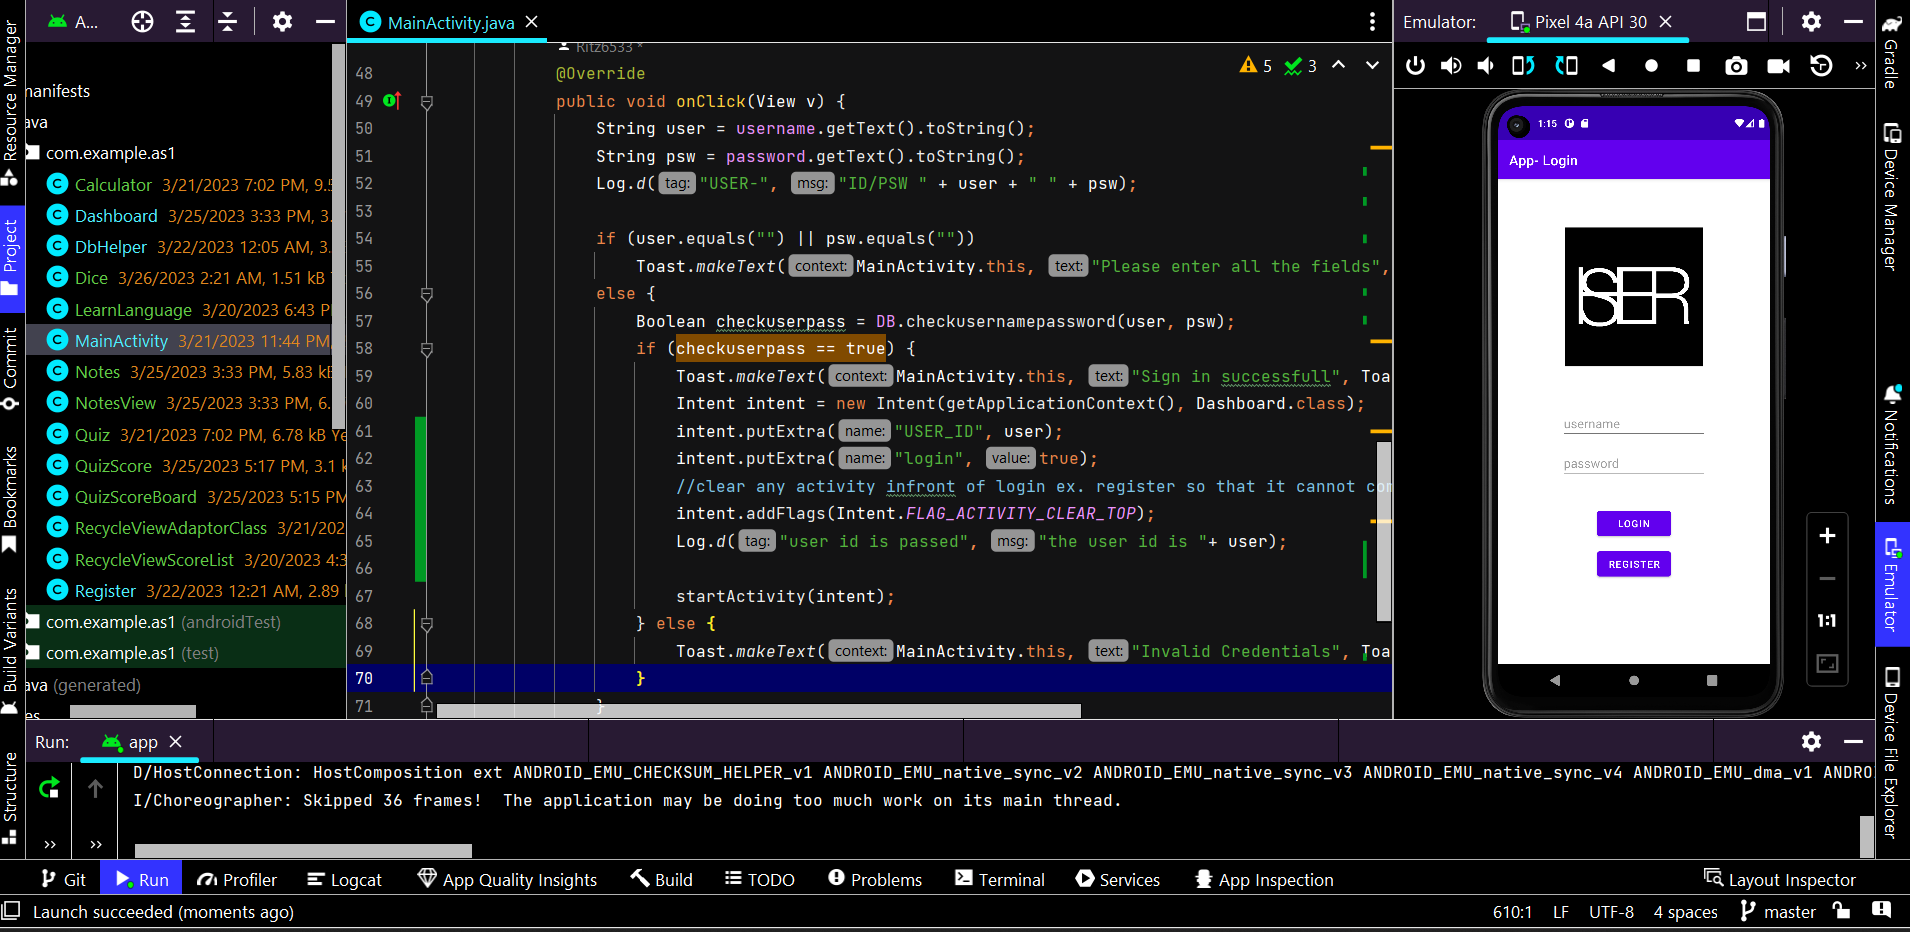 A...
MainActivity.java
Emulator:
Pixel 4a API 30
Resource Manager
Project
Commit
Bookmarks
Build Variants
Structure
manifests
ava
com.example.as1
Calculator 3/21/2023 7:02 PM, 9.5
Dashboard 3/25/2023 3:33 PM, 3.
DbHelper 3/22/2023 12:05 AM, 3.
Dice 3/26/2023 2:21 AM, 1.51 kB
LearnLanguage 3/20/2023 6:43 P
MainActivity 3/21/2023 11:44 PM,
Notes 3/25/2023 3:33 PM, 5.83 kB
NotesView 3/25/2023 3:33 PM, 6.
Quiz 3/21/2023 7:02 PM, 6.78 kB Ye
QuizScore 3/25/2023 5:17 PM, 3.1 k
QuizScoreBoard 3/25/2023 5:15 PM
RecycleViewAdaptorClass 3/21/202
RecycleViewScoreList 3/20/2023 4:3
Register 3/22/2023 12:21 AM, 2.89
com.example.as1 (androidTest)
com.example.as1 (test)
ava (generated)
es
Ritz6533 *
5 3
48 @Override
49 public void onClick(View v) {
50 String user = username.getText().toString();
51 String psw = password.getText().toString();
52 Log.d( tag: "USER-", msg: "ID/PSW " + user + " " + psw);
53
54 if (user.equals("") || psw.equals(""))
55 Toast.makeText( context: MainActivity.this, text: "Please enter all the fields",
56 else {
57 Boolean checkuserpass = DB.checkusernamepassword(user, psw);
58 if (checkuserpass == true) {
59 Toast.makeText( context: MainActivity.this, text: "Sign in successfull", Toa
60 Intent intent = new Intent(getApplicationContext(), Dashboard.class);
61 intent.putExtra( name: "USER_ID", user);
62 intent.putExtra( name: "login", value: true);
63 //clear any activity infront of login ex. register so that it cannot com
64 intent.addFlags(Intent.FLAG_ACTIVITY_CLEAR_TOP);
65 Log.d( tag: "user id is passed", msg: "the user id is "+ user);
66
67 startActivity(intent);
68 } else {
69 Toast.makeText( context: MainActivity.this, text: "Invalid Credentials", Toa
70 }
71 }
1:15
App- Login
ISER
username
password
LOGIN
REGISTER
1:1
Gradle
Device Manager
Notifications
Emulator
Device File Explorer
Run: app
D/HostConnection: HostComposition ext ANDROID_EMU_CHECKSUM_HELPER_v1 ANDROID_EMU_native_sync_v2 ANDROID_EMU_native_sync_v3 ANDROID_EMU_native_sync_v4 ANDROID_EMU_dma_v1 ANDRO
I/Choreographer: Skipped 36 frames!  The application may be doing too much work on its main thread.
Git Run Profiler Logcat App Quality Insights Build TODO Problems Terminal Services App Inspection Layout Inspector
Launch succeeded (moments ago) 610:1 LF UTF-8 4 spaces master